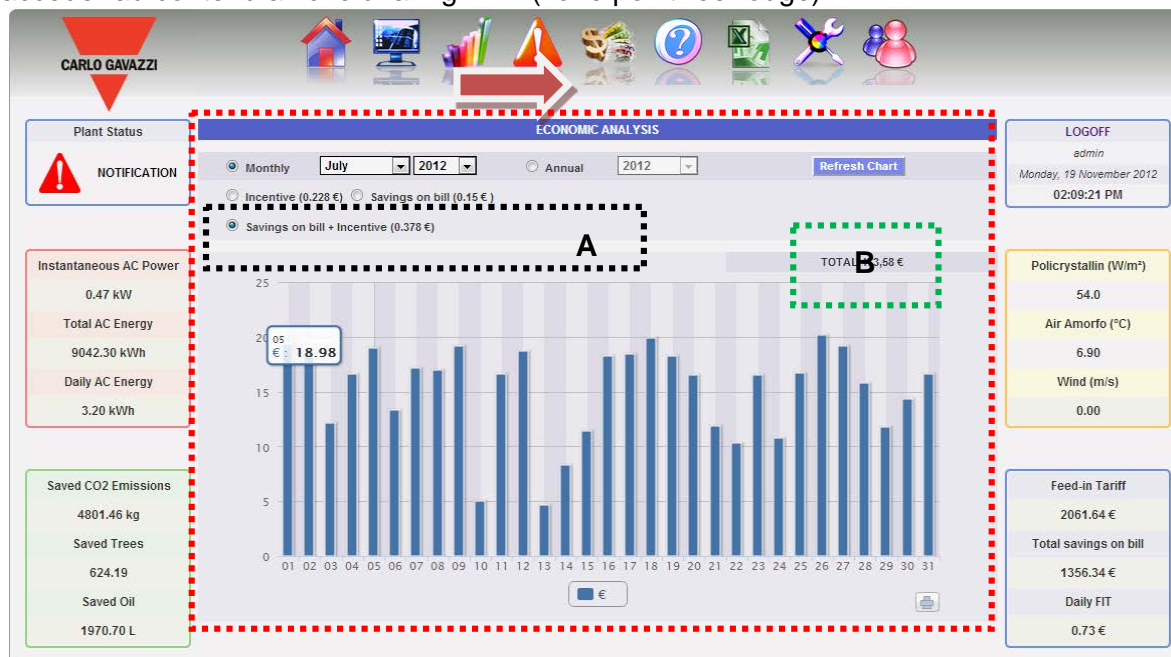 CARLO GAVAZZI
Plant Status
NOTIFICATION
Instantaneous AC Power
0.47 kW
Total AC Energy
9042.30 kWh
Daily AC Energy
3.20 kWh
Saved CO2 Emissions
4801.46 kg
Saved Trees
624.19
Saved Oil
1970.70 L
ECONOMIC ANALYSIS
Monthly July 2012 Annual 2012 Refresh Chart
Incentive (0.228 €) Savings on bill (0.15 € )
Savings on bill + Incentive (0.378 €)
A
B
TOTAL 3,58 €
25
20
15
10
5
0
05
€ : 18.98
01 02 03 04 05 06 07 08 09 10 11 12 13 14 15 16 17 18 19 20 21 22 23 24 25 26 27 28 29 30 31
€
LOGOFF
admin
Monday, 19 November 2012
02:09:21 PM
Policrystallin (W/m²)
54.0
Air Amorfo (°C)
6.90
Wind (m/s)
0.00
Feed-in Tariff
2061.64 €
Total savings on bill
1356.34 €
Daily FIT
0.73 €